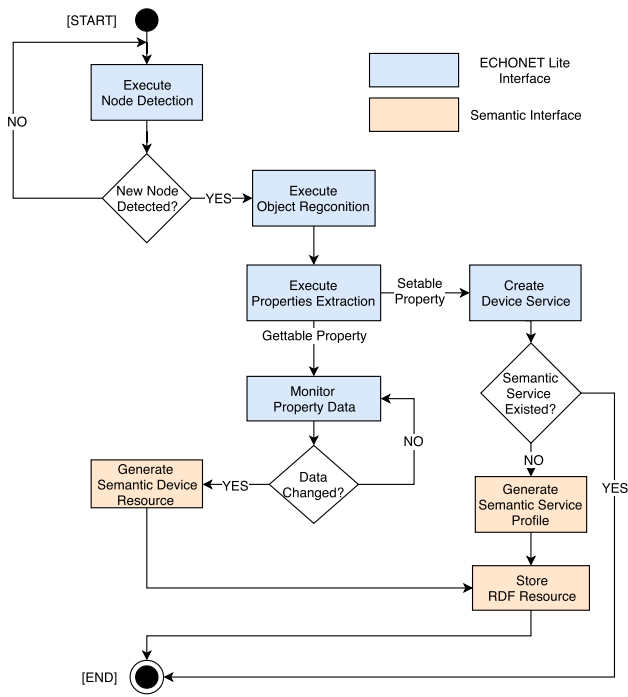 [START]
ECHONET Lite
Interface
Execute
Node Detection
Semantic Interface
NO
New Node
Detected?
YES
Execute
Object Regconition
Execute
Properties Extraction
Setable
Property
Create
Device Service
Gettable Property
Semantic
Service
Existed?
Monitor
Property Data
NO
NO
Generate
Semantic Device
Resource
YES
Data
Changed?
Generate
Semantic Service
Profile
YES
Store
RDF Resource
[END]